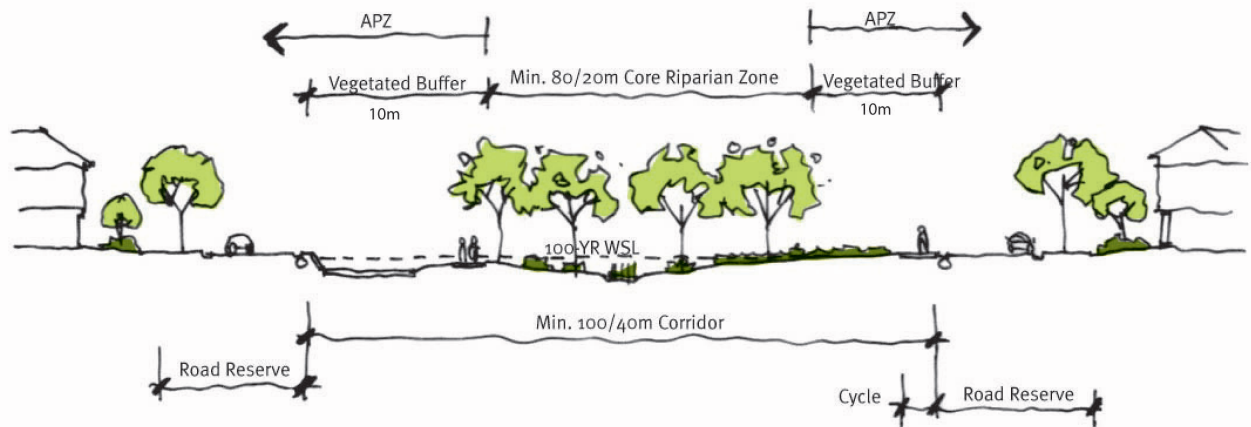 APZ
APZ
Vegetated Buffer
Min. 80/20m Core Riparian Zone
Vegetated Buffer
10m
10m
100-YR WSL
Min. 100/40m Corridor
Road Reserve
Cycle
Road Reserve